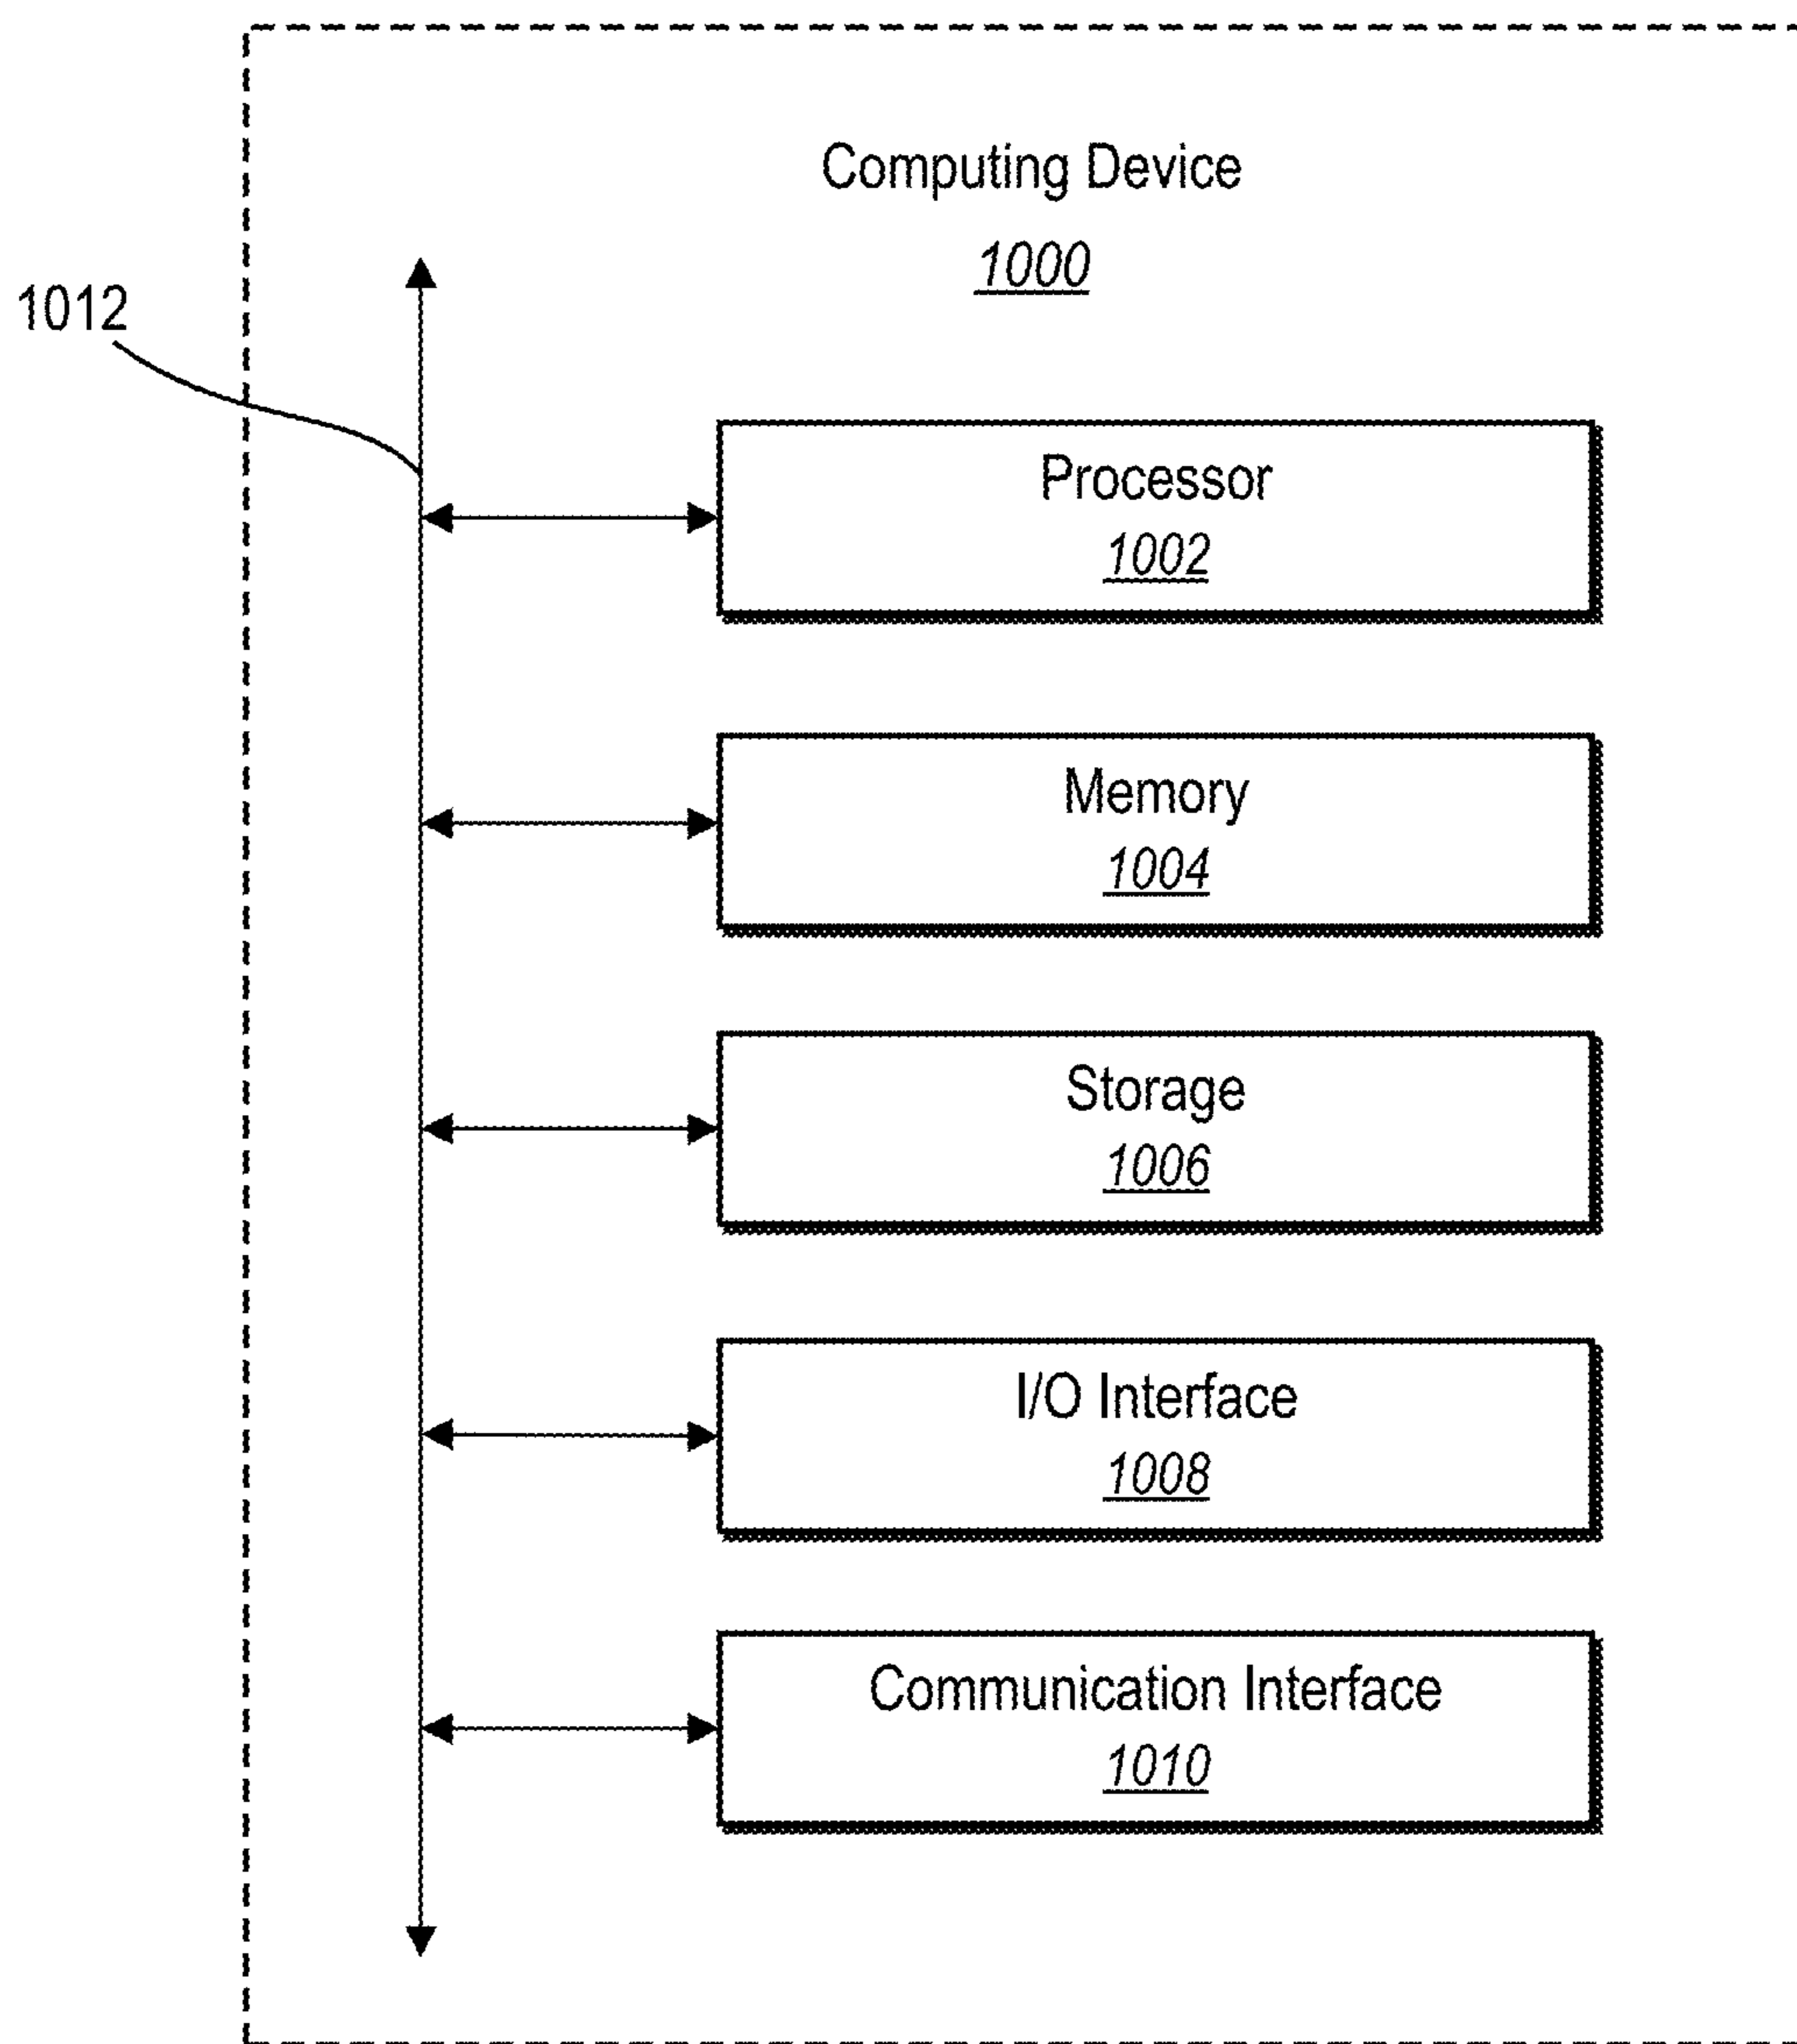 Computing Device
1000
1012
Processor
1002
Memory
1004
Storage
1006
I/O Interface
1008
Communication Interface
1010